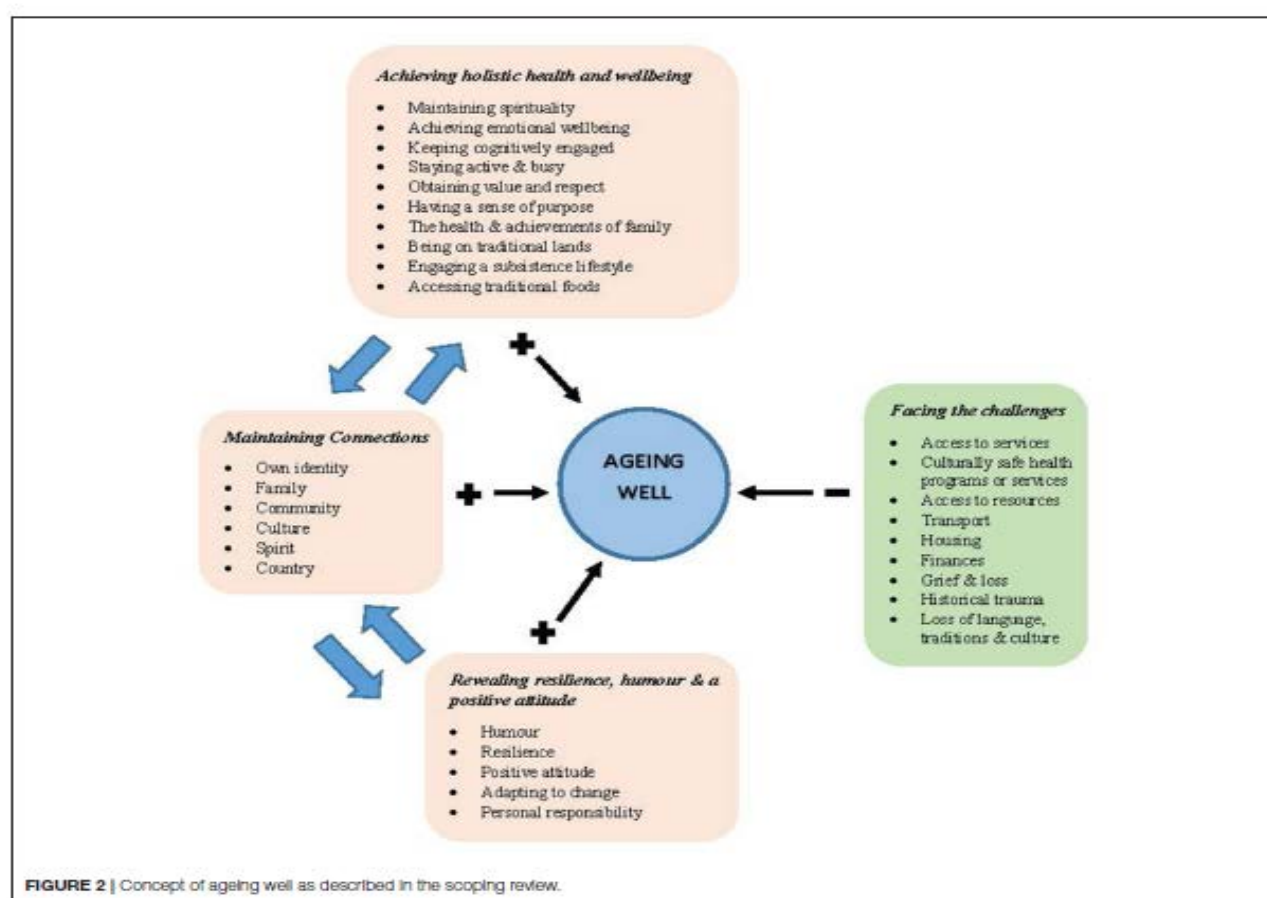 Achieving holistic health and wellbeing
• Maintaining spirituality
• Achieving emotional wellbeing
• Keeping cognitively engaged
• Staying active & busy
• Obtaining value and respect
• Having a sense of purpose
• The health & achievements of family
• Being on traditional lands
• Engaging a subsistence lifestyle
• Accessing traditional foods
+
Maintaining Connections
• Own identity
• Family
• Community
• Culture
• Spirit
• Country
+
AGEING
WELL
–
Facing the challenges
• Access to services
• Culturally safe health
programs or services
• Access to resources
• Transport
• Housing
• Finances
• Grief & loss
• Historical trauma
• Loss of language,
traditions & culture
+
Revealing resilience, humour & a
positive attitude
• Humour
• Resilience
• Positive attitude
• Adapting to change
• Personal responsibility
FIGURE 2 | Concept of ageing well as described in the scoping review.